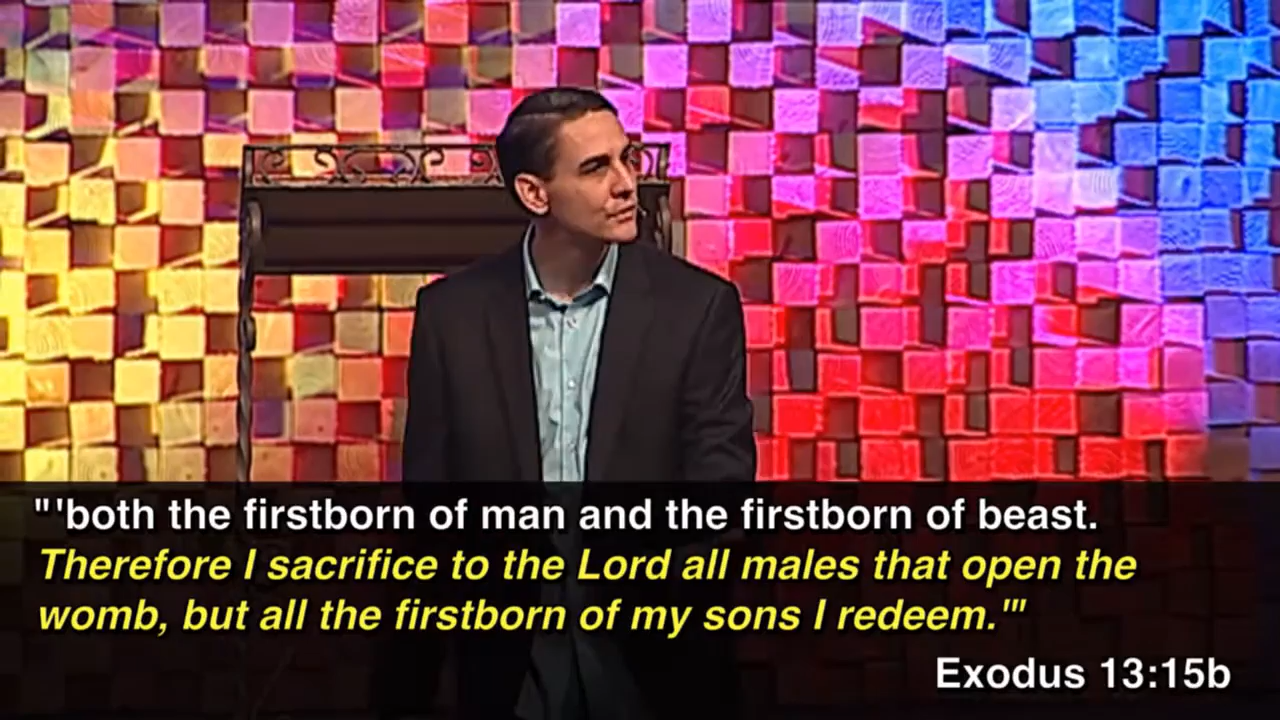 "'both the firstborn of man and the firstborn of beast.
Therefore I sacrifice to the Lord all males that open the
womb, but all the firstborn of my sons I redeem.'"
Exodus 13:15b